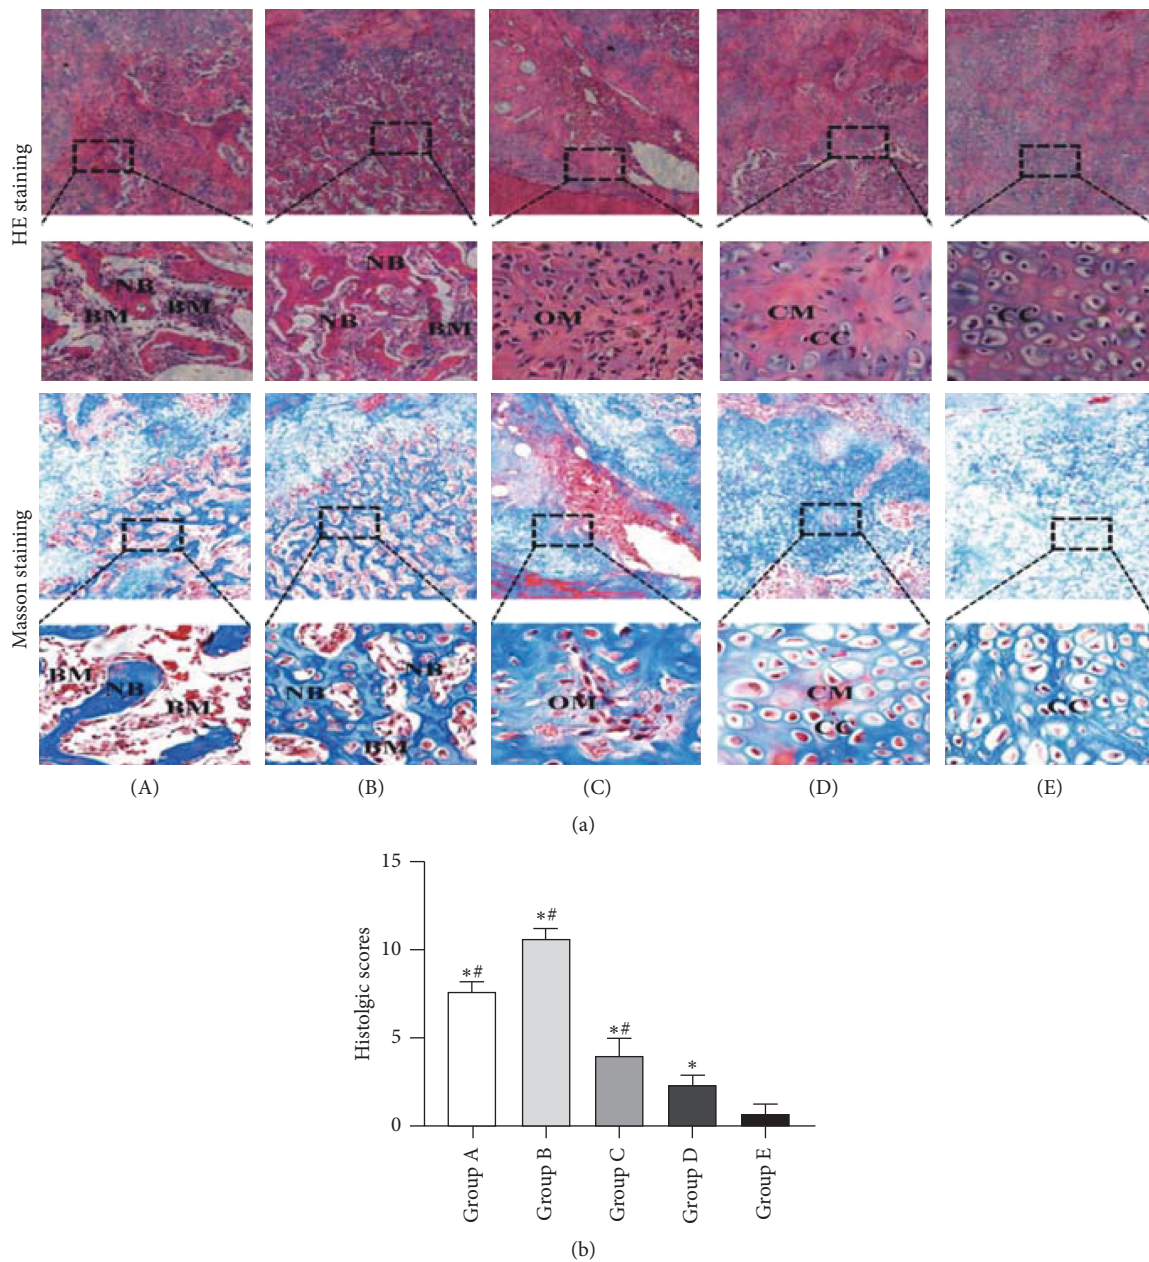 HE staining
NB
BM
BM
NB
NB
BM
OM
CM
CC
CC
Masson staining
BM
NB
BM
NB
NB
BM
OM
CM
CC
CC
(A)
(B)
(C)
(D)
(E)
(a)
Histolgic scores
15
10
5
0
*#
*#
*#
*
Group A
Group B
Group C
Group D
Group E
(b)